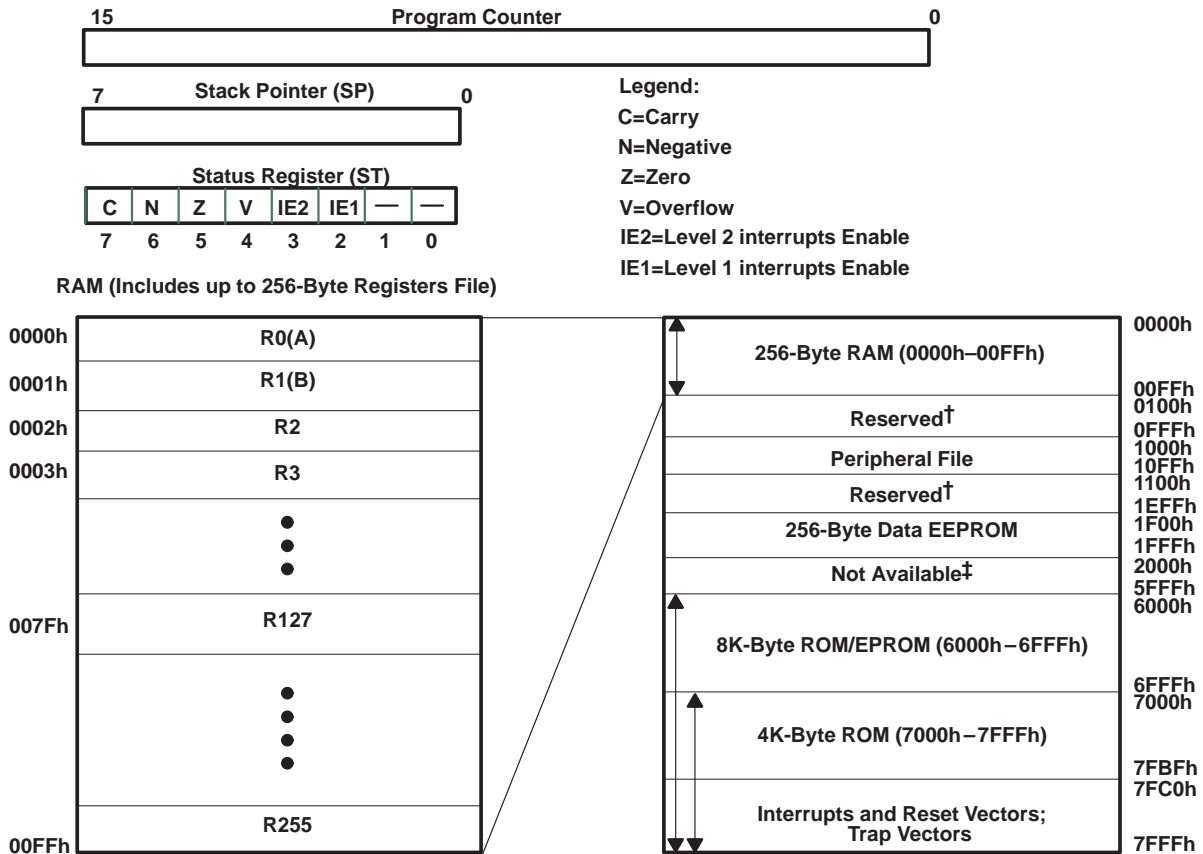 15 Program Counter 0
7 Stack Pointer (SP) 0
Status Register (ST)
C N Z V IE2 IE1 — —
7 6 5 4 3 2 1 0
Legend:
C=Carry
N=Negative
Z=Zero
V=Overflow
IE2=Level 2 interrupts Enable
IE1=Level 1 interrupts Enable
RAM (Includes up to 256-Byte Registers File)
0000h R0(A)
0001h R1(B)
0002h R2
0003h R3
007Fh R127
R255
00FFh
0000h
256-Byte RAM (0000h–00FFh)
00FFh
0100h
Reserved†
0FFFh
1000h
Peripheral File
10FFh
1100h
Reserved†
1EFFh
1F00h
256-Byte Data EEPROM
1FFFh
2000h
Not Available‡
5FFFh
6000h
8K-Byte ROM/EPROM (6000h–6FFFh)
6FFFh
7000h
4K-Byte ROM (7000h–7FFFh)
7FBFh
7FC0h
Interrupts and Reset Vectors;
Trap Vectors
7FFFh